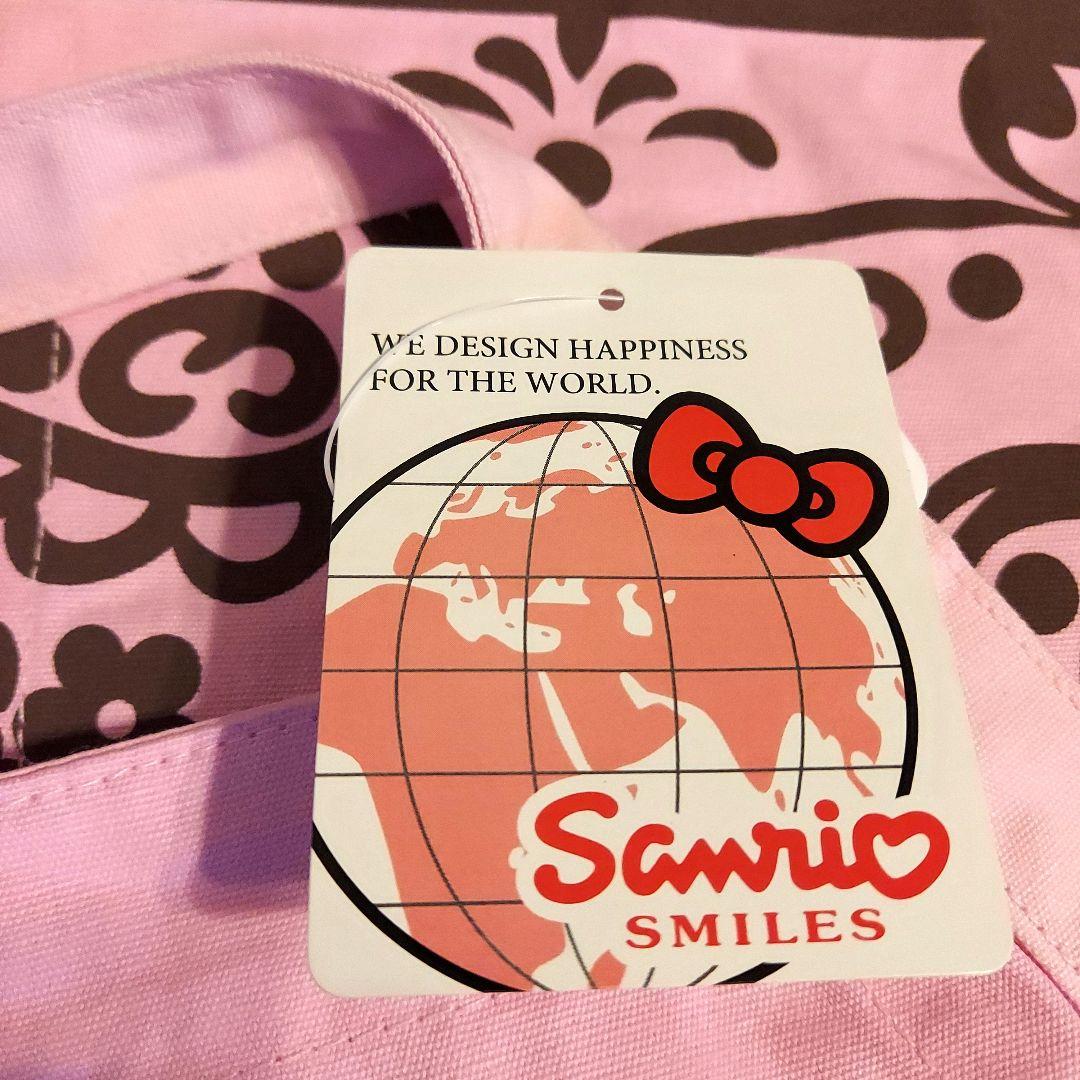 WE DESIGN HAPPINESS
FOR THE WORLD.
Sanrio
SMILES